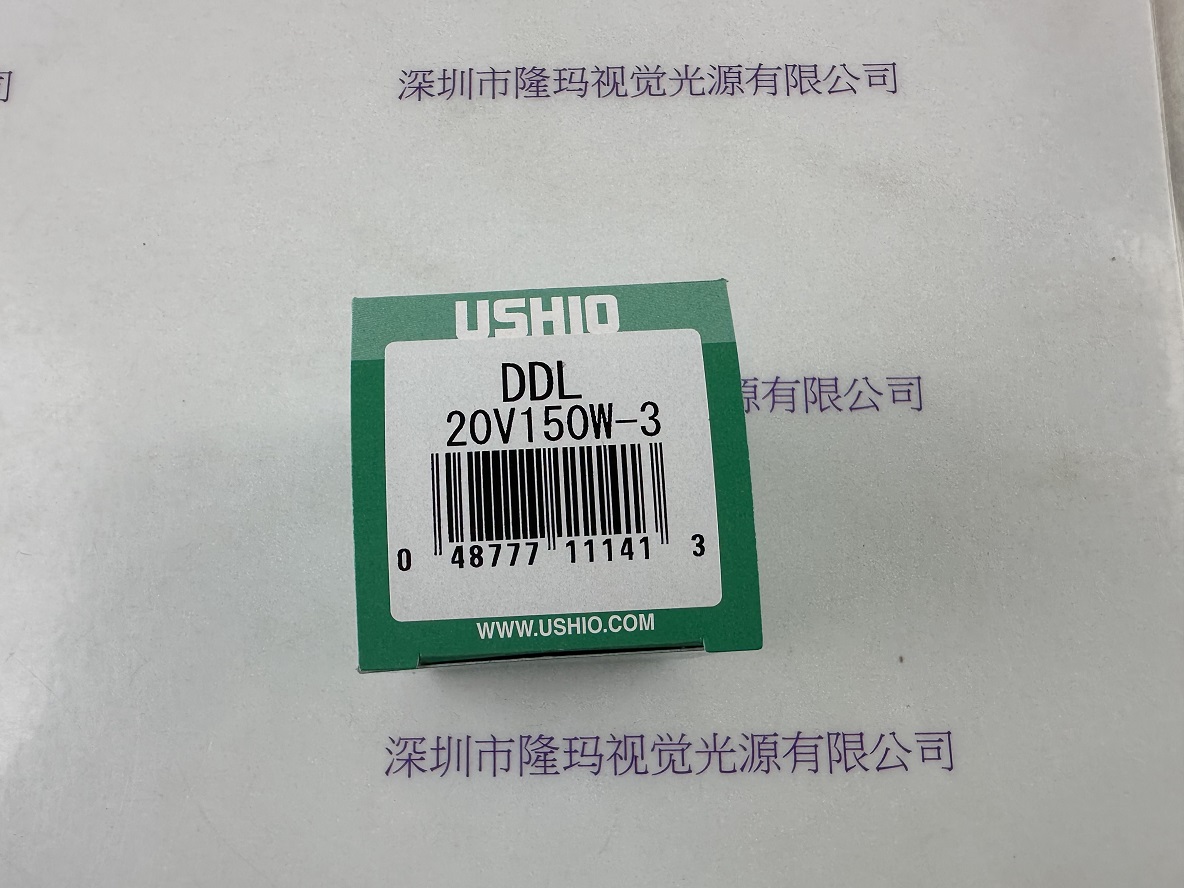 司
深圳市隆玛视觉光源有限公司
USHIO
DDL
20V150W-3
源有限公司
0 48777 11141 3
WWW.USHIO.COM
深圳市隆玛视觉光源有限公司